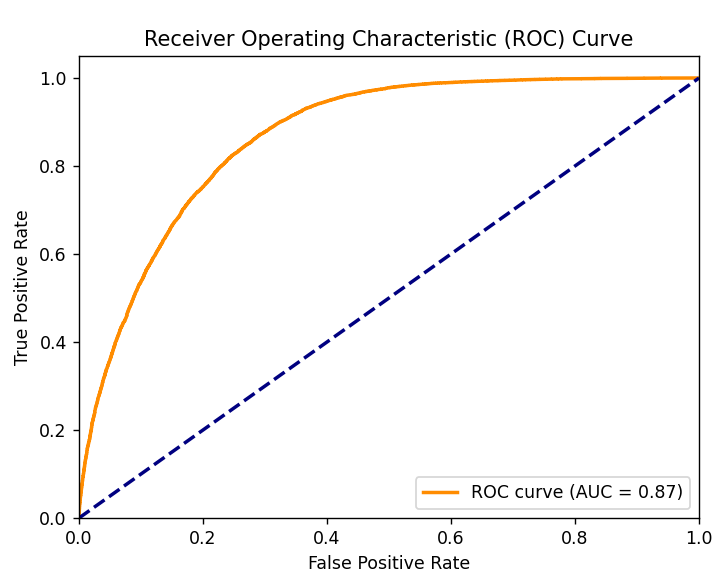 Receiver Operating Characteristic (ROC) Curve
1.0
0.8
0.6
0.4
0.2
0.0
True Positive Rate
ROC curve (AUC = 0.87)
0.0 0.2 0.4 0.6 0.8 1.0
False Positive Rate